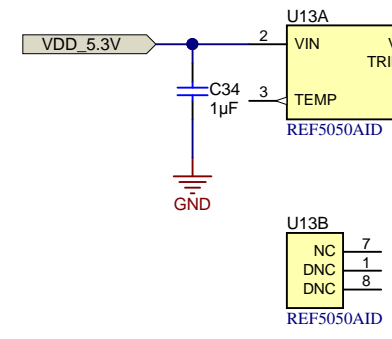 U13A
VDD_5.3V
2
VIN
C34
1µF
3
TEMP
REF5050AID
GND
U13B
NC 7
DNC 1
DNC 8
REF5050AID